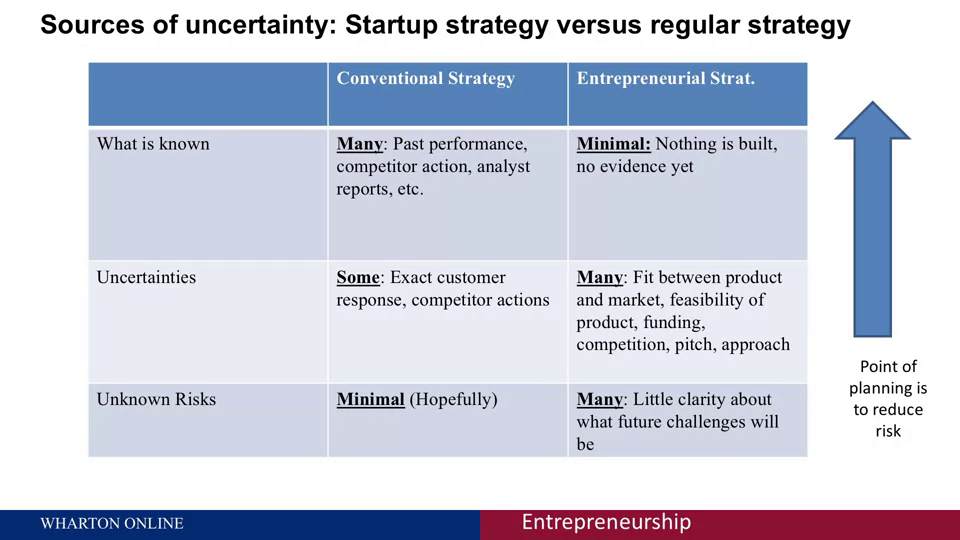 Sources of uncertainty: Startup strategy versus regular strategy
Conventional Strategy
Entrepreneurial Strat.
What is known
Many: Past performance,
competitor action, analyst
reports, etc.
Minimal: Nothing is built,
no evidence yet
Uncertainties
Some: Exact customer
response, competitor actions
Many: Fit between product
and market, feasibility of
product, funding,
competition, pitch, approach
Unknown Risks
Minimal (Hopefully)
Many: Little clarity about
what future challenges will
be
Point of
planning is
to reduce
risk
WHARTON ONLINE
Entrepreneurship